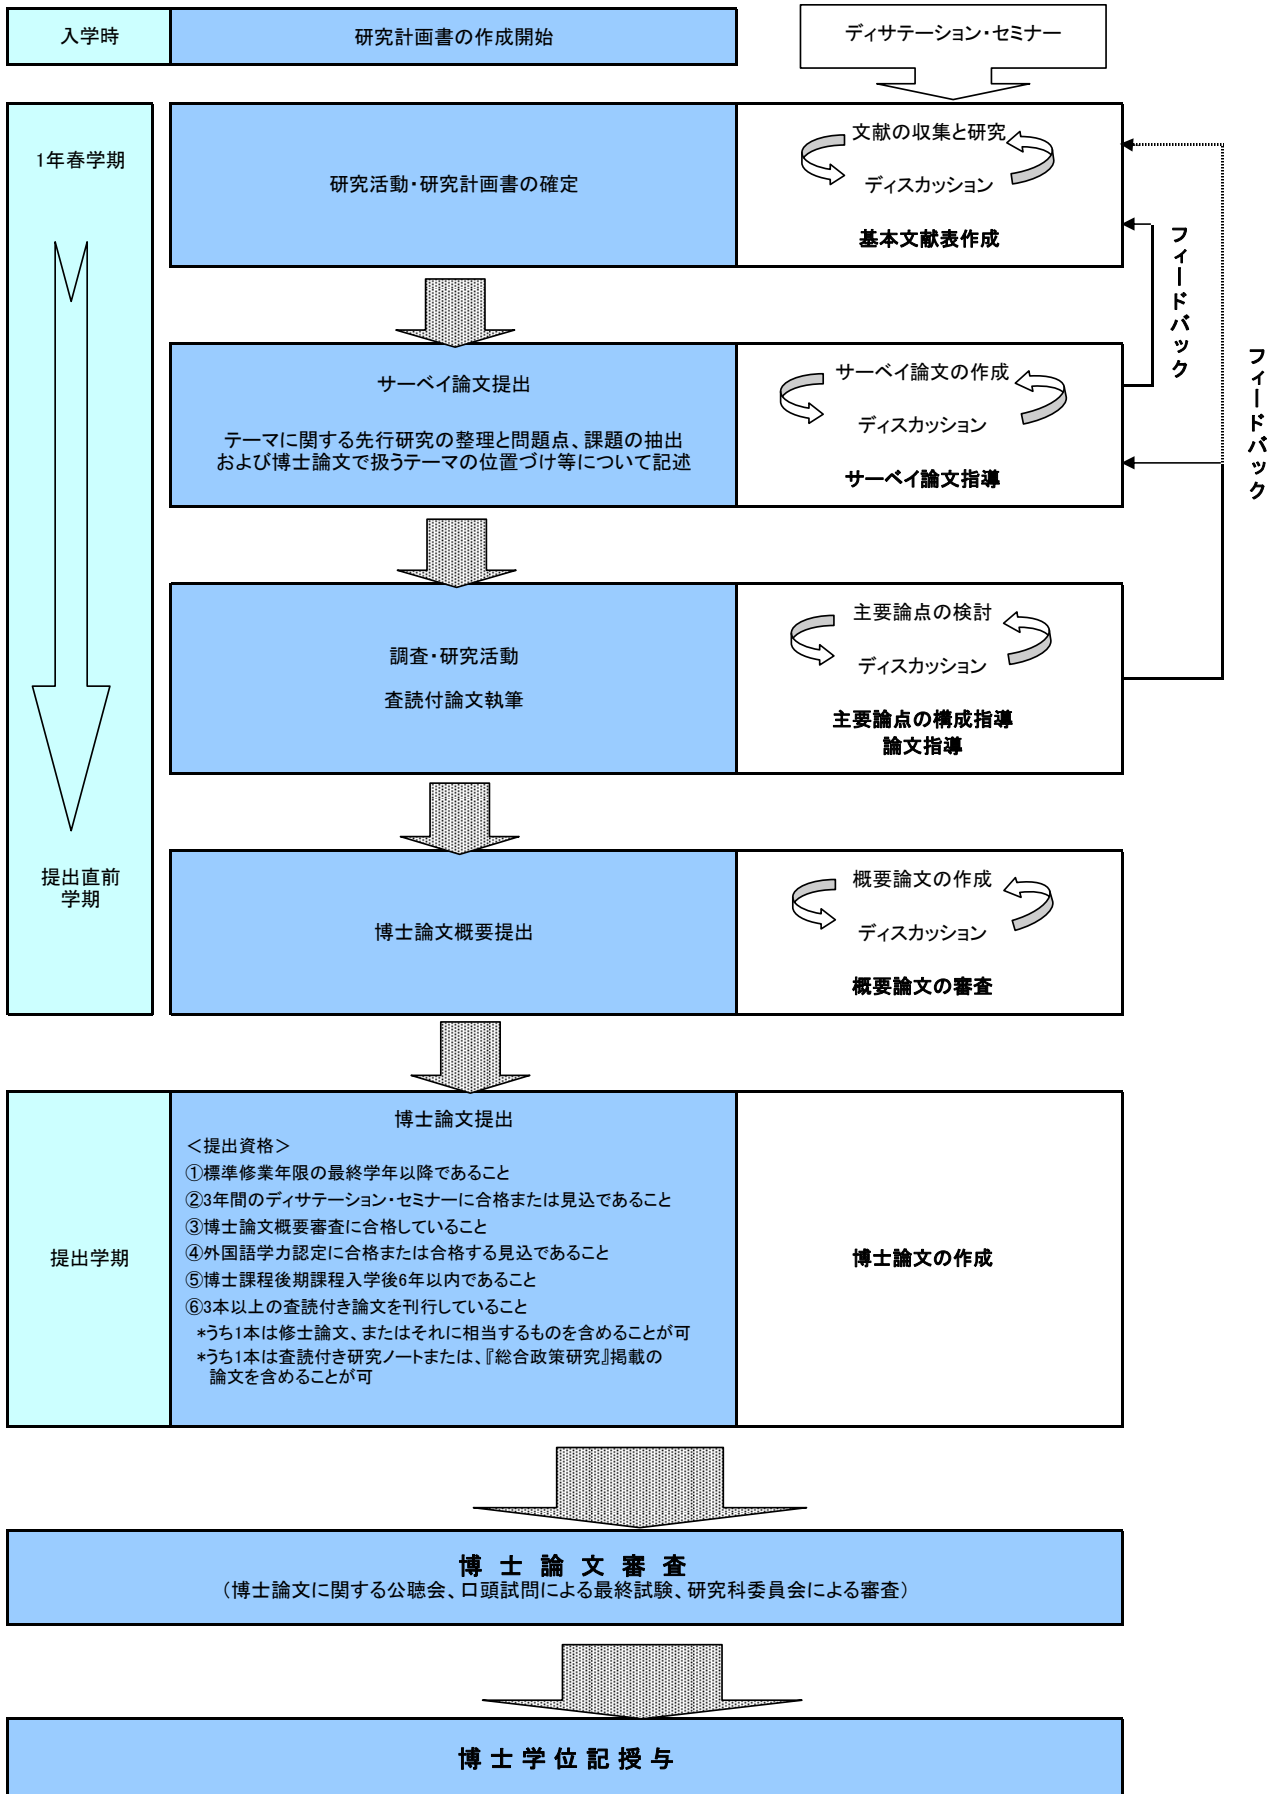 入学時
研究計画書の作成開始
ディサテーション・セミナー
1年春学期
研究活動・研究計画書の確定
文献の収集と研究
ディスカッション
基本文献表作成
フィードバック
サーベイ論文提出
テーマに関する先行研究の整理と問題点、課題の抽出
および博士論文で扱うテーマの位置づけ等について記述
サーベイ論文の作成
ディスカッション
サーベイ論文指導
フィードバック
調査・研究活動
査読付論文執筆
主要論点の検討
ディスカッション
主要論点の構成指導
論文指導
提出直前
学期
博士論文概要提出
概要論文の作成
ディスカッション
概要論文の審査
提出学期
博士論文提出
＜提出資格＞
①標準修業年限の最終学年以降であること
②3年間のディサテーション・セミナーに合格または見込であること
③博士論文概要審査に合格していること
④外国語学力認定に合格または合格する見込であること
⑤博士課程後期課程入学後6年以内であること
⑥3本以上の査読付き論文を刊行していること
*うち1本は修士論文、またはそれに相当するものを含めることが可
*うち1本は査読付き研究ノートまたは、『総合政策研究』掲載の
論文を含めることが可
博士論文の作成
博 士 論 文 審 査
（博士論文に関する公聴会、口頭試問による最終試験、研究科委員会による審査）
博 士 学 位 記 授 与